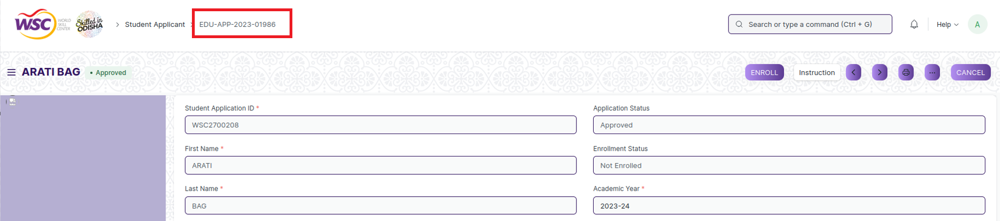 WSC WORLD SKILL CENTER Skilled in ODISHA > Student Applicant > EDU-APP-2023-01986 Search or type a command (Ctrl + G) Help A
ARATI BAG • Approved ENROLL Instruction < > ... CANCEL
Student Application ID * Application Status
WSC2700208 Approved
First Name * Enrollment Status
ARATI Not Enrolled
Last Name * Academic Year *
BAG 2023-24